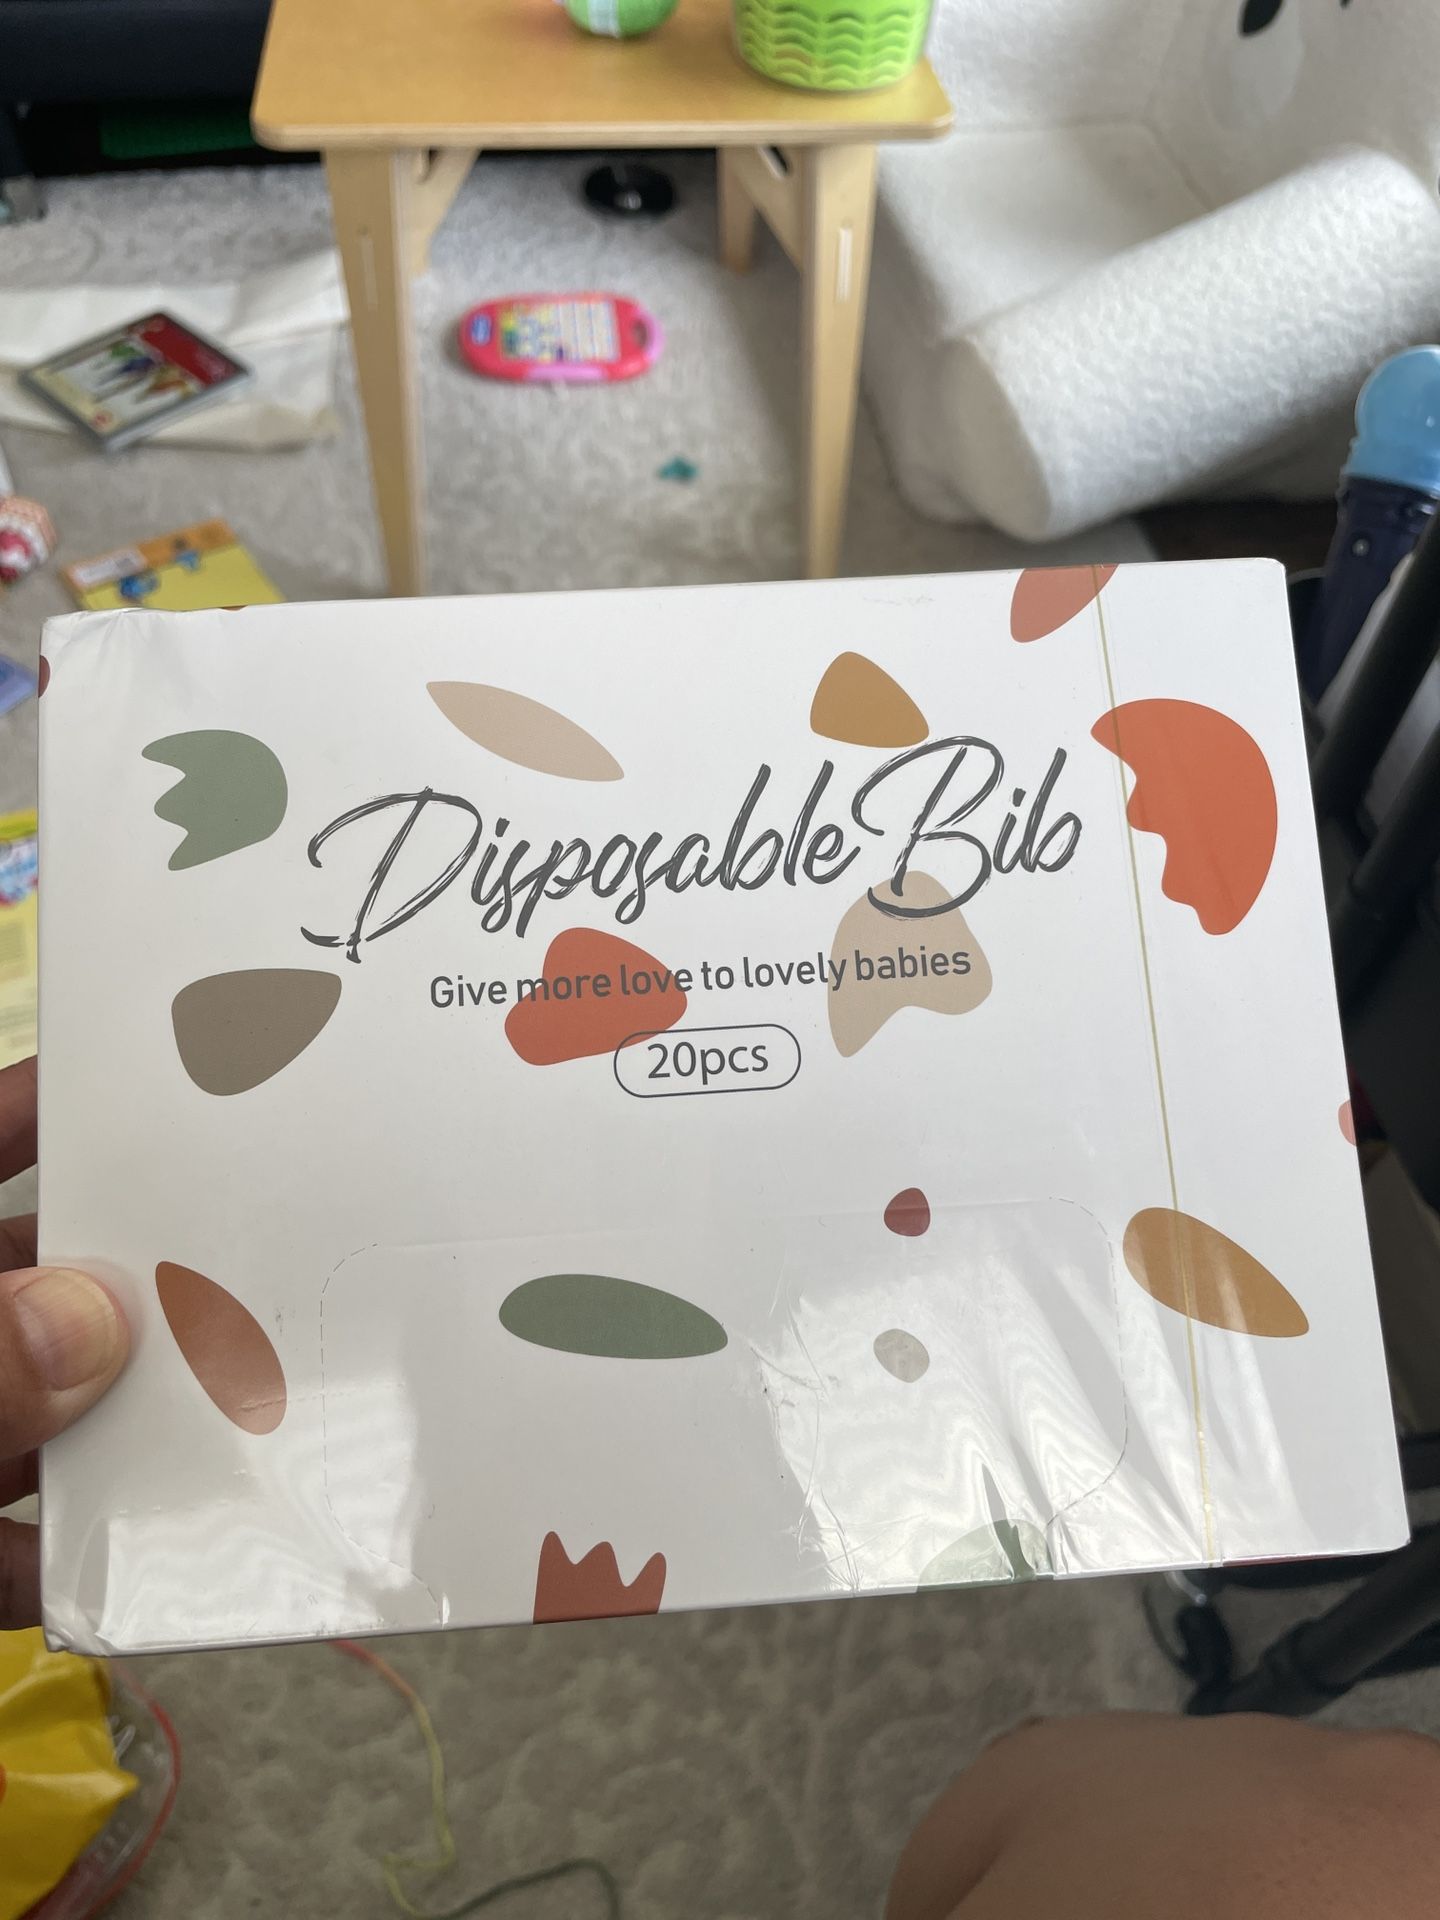 Disposable Bib
Give more love to lovely babies
20pcs